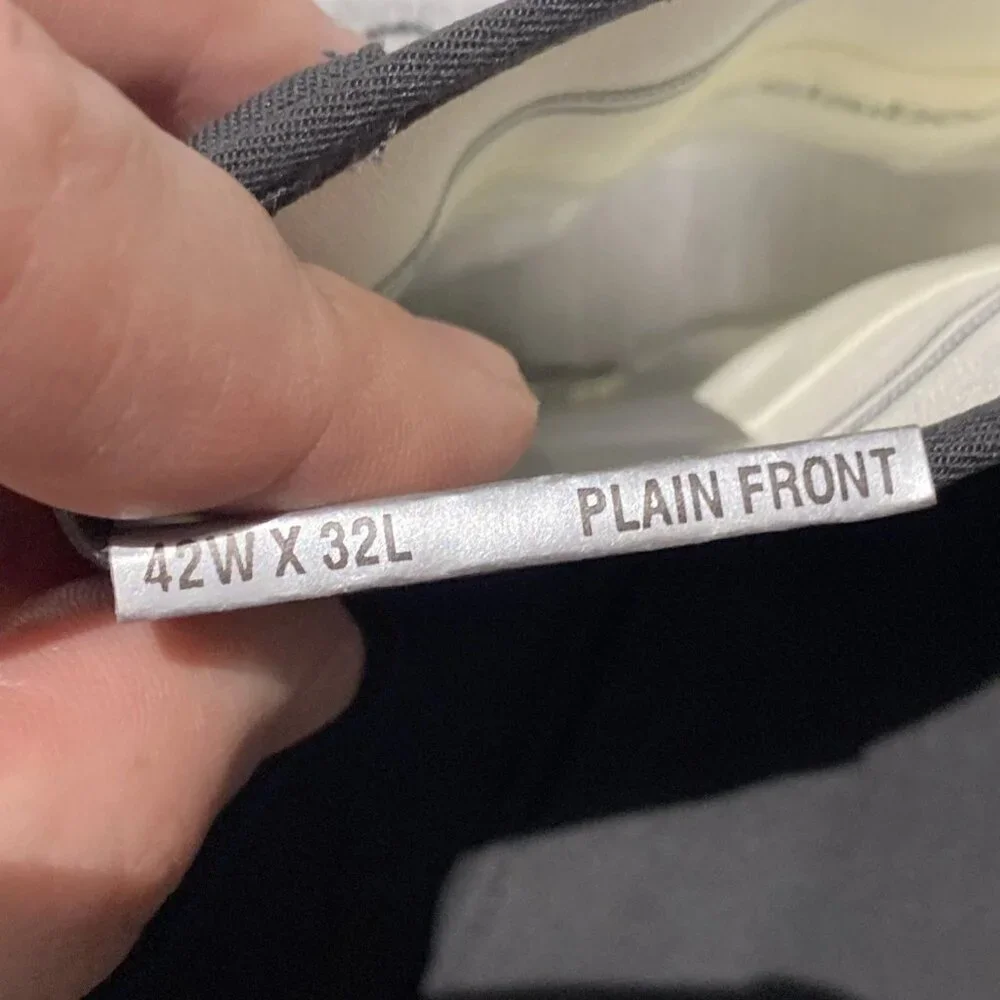 42W X 32L PLAIN FRONT